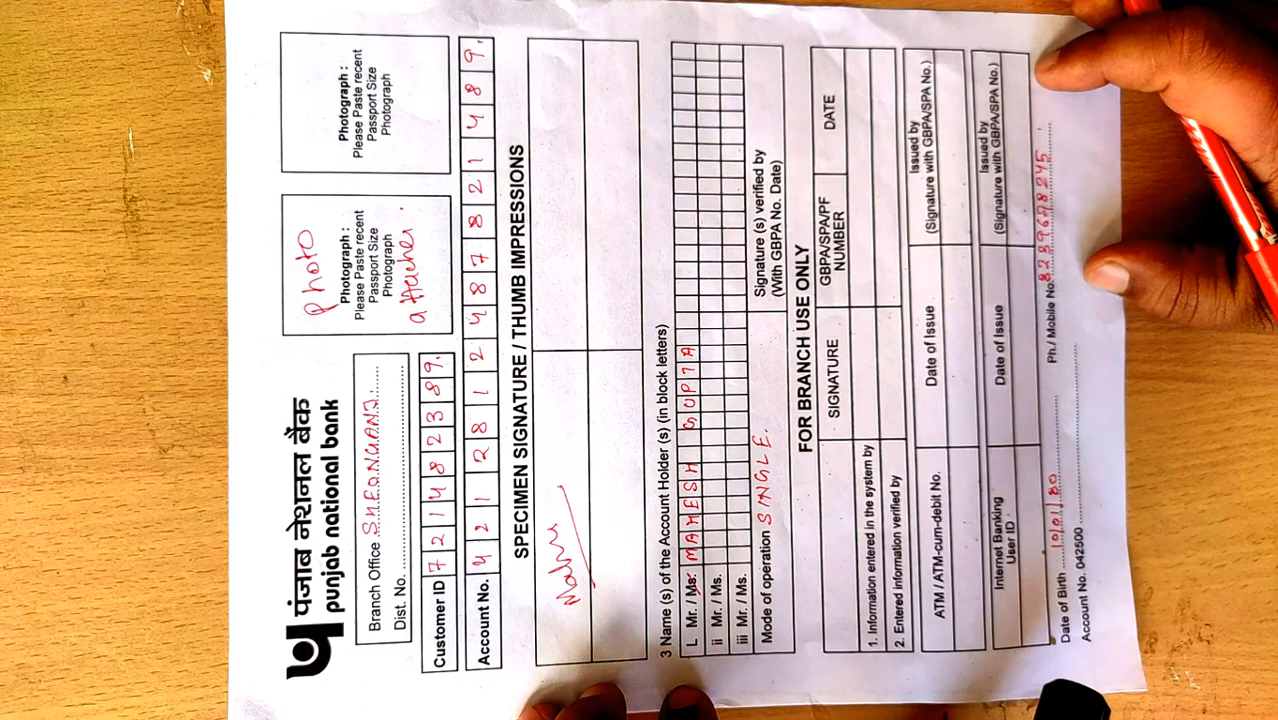 पंजाब नेशनल बैंक
punjab national bank
Branch Office
Dist. No.
photo
Photograph :
Please Paste recent
Passport Size
Photograph
attaches.
Photograph :
Please Paste recent
Passport Size
Photograph
Customer ID 7 2 1 4 8 2 3 8 9.
Account No. 4 2 1 2 8 1 2 4 8 7 8 2 1 4 8 9.
SPECIMEN SIGNATURE / THUMB IMPRESSIONS
3 Name (s) of the Account Holder (s) (in block letters)
L Mr. / Ms. MAHESH GUPTA
ii Mr. / Ms.
iii Mr. / Ms.
Mode of operation SINGLE.
Signature (s) verified by
(With GBPA No. Date)
FOR BRANCH USE ONLY
SIGNATURE GBPA/SPA/PF NUMBER DATE
1. Information entered in the system by
2. Entered information verified by
ATM / ATM-cum-debit No. Date of Issue Issued by
(Signature with GBPA/SPA No.)
Internet Banking User ID Date of Issue Issued by
(Signature with GBPA/SPA No.)
Date of Birth 10/01/80 Ph./ Mobile No. 8239678245
Account No. 042500